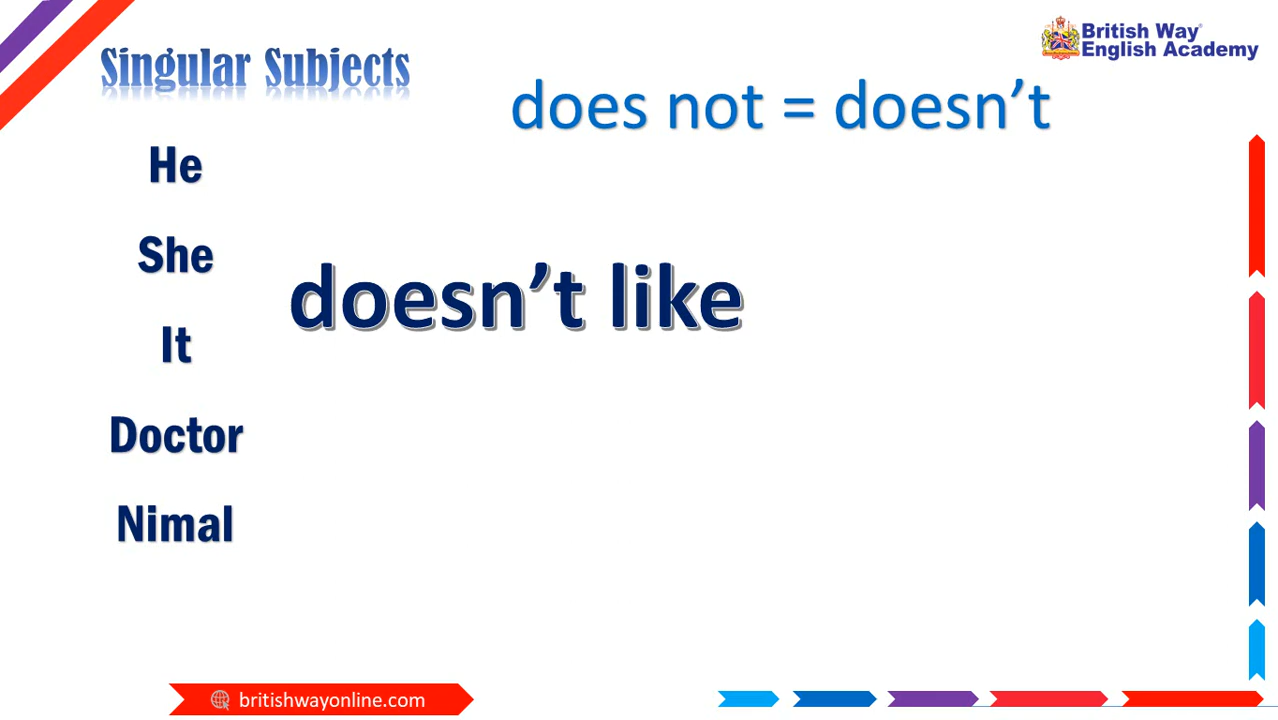 British Way
English Academy
Singular Subjects
does not = doesn’t
He
She
doesn’t like
It
Doctor
Nimal
britishwayonline.com